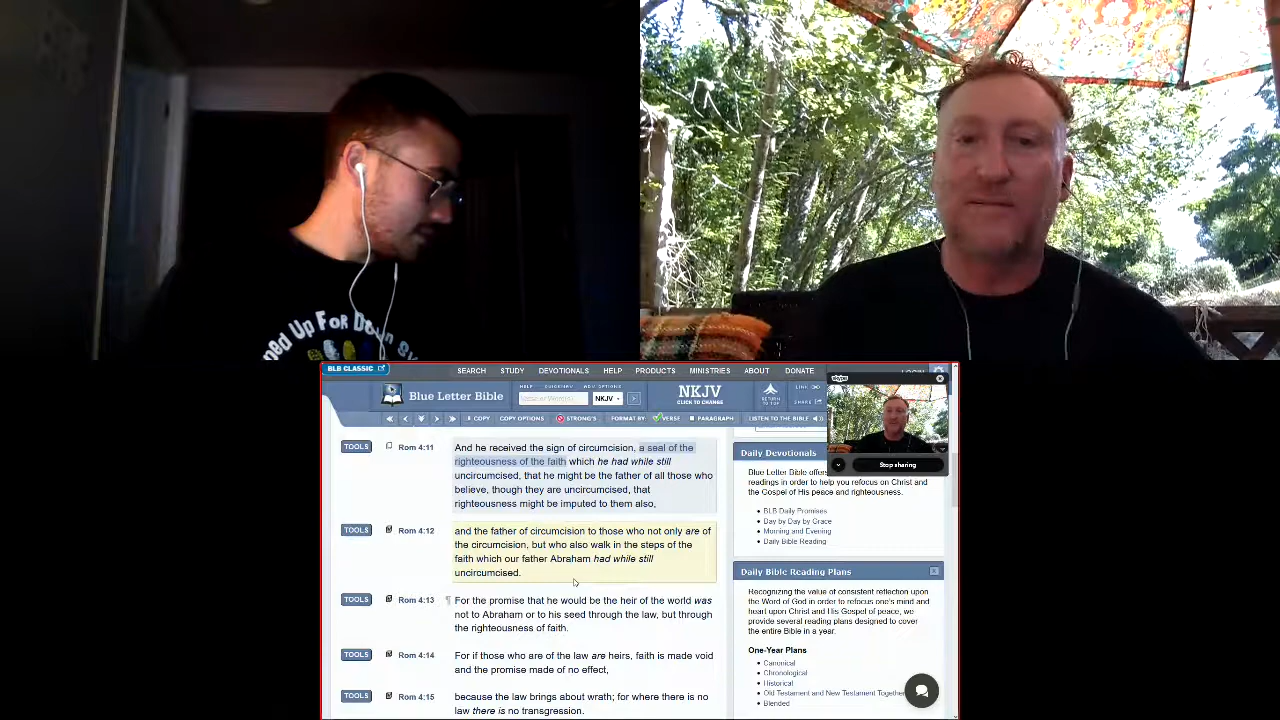 ned Up For Do
BLB CLASSIC
SEARCH STUDY DEVOTIONALS HELP PRODUCTS MINISTRIES ABOUT DONATE
Blue Letter Bible
HELP QUICKNAV ADV. OPTIONS
NKJV
NKJV
CLICK TO CHANGE
RETURN
TO TOP
LINK
SHARE
COPY COPY OPTIONS STRONG'S FORMAT BY VERSE PARAGRAPH LISTEN TO THE BIBLE
Stop sharing
TOOLS Rom 4:11 And he received the sign of circumcision, a seal of the
righteousness of the faith which he had while still
uncircumcised, that he might be the father of all those who
believe, though they are uncircumcised, that
righteousness might be imputed to them also,
TOOLS Rom 4:12 and the father of circumcision to those who not only are of
the circumcision, but who also walk in the steps of the
faith which our father Abraham had while still
uncircumcised.
TOOLS Rom 4:13 ¶ For the promise that he would be the heir of the world was
not to Abraham or to his seed through the law, but through
the righteousness of faith.
TOOLS Rom 4:14 For if those who are of the law are heirs, faith is made void
and the promise made of no effect,
TOOLS Rom 4:15 because the law brings about wrath; for where there is no
law there is no transgression.
Daily Devotionals
Blue Letter Bible offers
readings in order to help you refocus on Christ and
the Gospel of His peace and righteousness.
• BLB Daily Promises
• Day by Day by Grace
• Morning and Evening
• Daily Bible Reading
Daily Bible Reading Plans
Recognizing the value of consistent reflection upon
the Word of God in order to refocus one's mind and
heart upon Christ and His Gospel of peace, we
provide several reading plans designed to cover
the entire Bible in a year.
One-Year Plans
• Canonical
• Chronological
• Historical
• Old Testament and New Testament Together
• Blended